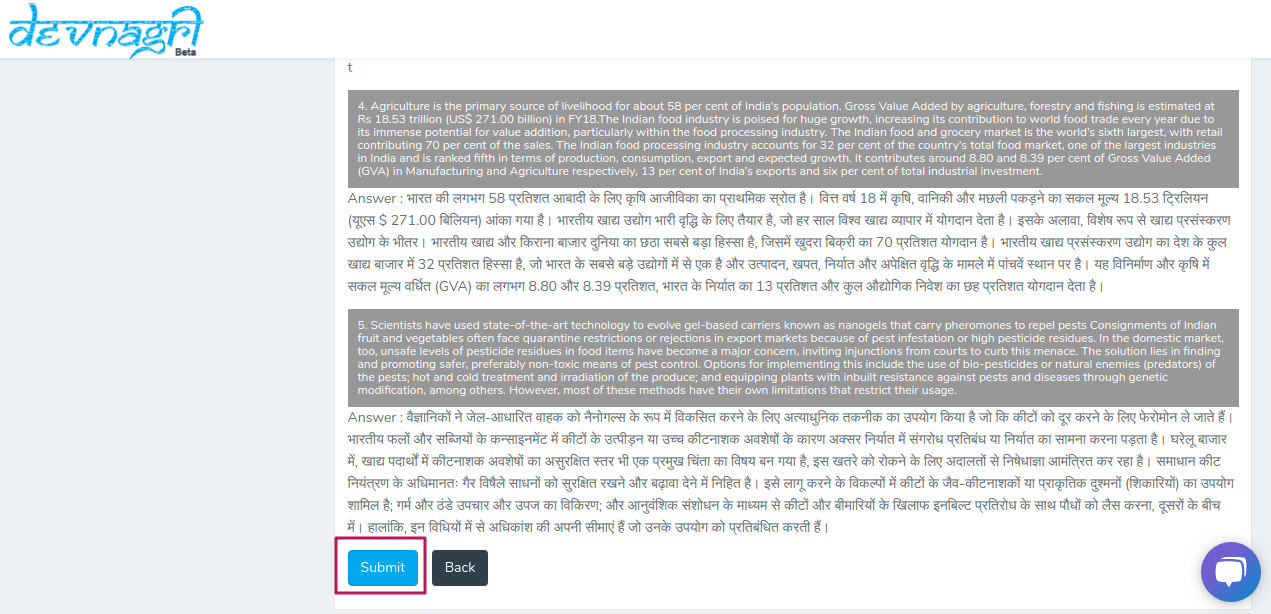 devnagri
Beta
t
4. Agriculture is the primary source of livelihood for about 58 per cent of India's population. Gross Value Added by agriculture, forestry and fishing is estimated at
Rs 18.53 trillion (US$ 271.00 billion) in FY18.The Indian food industry is poised for huge growth, increasing its contribution to world food trade every year due to
its immense potential for value addition, particularly within the food processing industry. The Indian food and grocery market is the world's sixth largest, with retail
contributing 70 per cent of the sales. The Indian food processing industry accounts for 32 per cent of the country's total food market, one of the largest industries
in India and is ranked fifth in terms of production, consumption, export and expected growth. It contributes around 8.80 and 8.39 per cent of Gross Value Added
(GVA) in Manufacturing and Agriculture respectively, 13 per cent of India's exports and six per cent of total industrial investment.
Answer : भारत की लगभग 58 प्रतिशत आबादी के लिए कृषि आजीविका का प्राथमिक स्रोत है। वित्त वर्ष 18 में कृषि, वानिकी और मछली पकड़ने का सकल मूल्य 18.53 ट्रिलियन
(यूएस $ 271.00 बिलियन) आंका गया है। भारतीय खाद्य उद्योग भारी वृद्धि के लिए तैयार है, जो हर साल विश्व खाद्य व्यापार में योगदान देता है। इसके अलावा, विशेष रूप से खाद्य प्रसंस्करण
उद्योग के भीतर। भारतीय खाद्य और किराना बाजार दुनिया का छठा सबसे बड़ा हिस्सा है, जिसमें खुदरा बिक्री का 70 प्रतिशत योगदान है। भारतीय खाद्य प्रसंस्करण उद्योग का देश के कुल
खाद्य बाजार में 32 प्रतिशत हिस्सा है, जो भारत के सबसे बड़े उद्योगों में से एक है और उत्पादन, खपत, निर्यात और अपेक्षित वृद्धि के मामले में पांचवें स्थान पर है। यह विनिर्माण और कृषि में
सकल मूल्य वर्धित (GVA) का लगभग 8.80 और 8.39 प्रतिशत, भारत के निर्यात का 13 प्रतिशत और कुल औद्योगिक निवेश का छह प्रतिशत योगदान देता है।
5. Scientists have used state-of-the-art technology to evolve gel-based carriers known as nanogels that carry pheromones to repel pests Consignments of Indian
fruit and vegetables often face quarantine restrictions or rejections in export markets because of pest infestation or high pesticide residues. In the domestic market,
too, unsafe levels of pesticide residues in food items have become a major concern, inviting injunctions from courts to curb this menace. The solution lies in finding
and promoting safer, preferably non-toxic means of pest control. Options for implementing this include the use of bio-pesticides or natural enemies (predators) of
the pests; hot and cold treatment and irradiation of the produce; and equipping plants with inbuilt resistance against pests and diseases through genetic
modification, among others. However, most of these methods have their own limitations that restrict their usage.
Answer : वैज्ञानिकों ने जेल-आधारित वाहक को नैनोगल्स के रूप में विकसित करने के लिए अत्याधुनिक तकनीक का उपयोग किया है जो कि कीटों को दूर करने के लिए फेरोमोन ले जाते हैं।
भारतीय फलों और सब्जियों के कन्साइनमेंट में कीटों के उत्पीड़न या उच्च कीटनाशक अवशेषों के कारण अक्सर निर्यात में संगरोध प्रतिबंध या निर्यात का सामना करना पड़ता है। घरेलू बाजार
में, खाद्य पदार्थों में कीटनाशक अवशेषों का असुरक्षित स्तर भी एक प्रमुख चिंता का विषय बन गया है, इस खतरे को रोकने के लिए अदालतों से निषेधाज्ञा आमंत्रित कर रहा है। समाधान कीट
नियंत्रण के अधिमानतः गैर विषैले साधनों को सुरक्षित रखने और बढ़ावा देने में निहित है। इसे लागू करने के विकल्पों में कीटों के जैव-कीटनाशकों या प्राकृतिक दुश्मनों (शिकारियों) का उपयोग
शामिल है; गर्म और ठंडे उपचार और उपज का विकिरण; और आनुवंशिक संशोधन के माध्यम से कीटों और बीमारियों के खिलाफ इनबिल्ट प्रतिरोध के साथ पौधों को लैस करना, दूसरों के बीच
में। हालांकि, इन विधियों में से अधिकांश की अपनी सीमाएं हैं जो उनके उपयोग को प्रतिबंधित करती हैं।
Submit Back